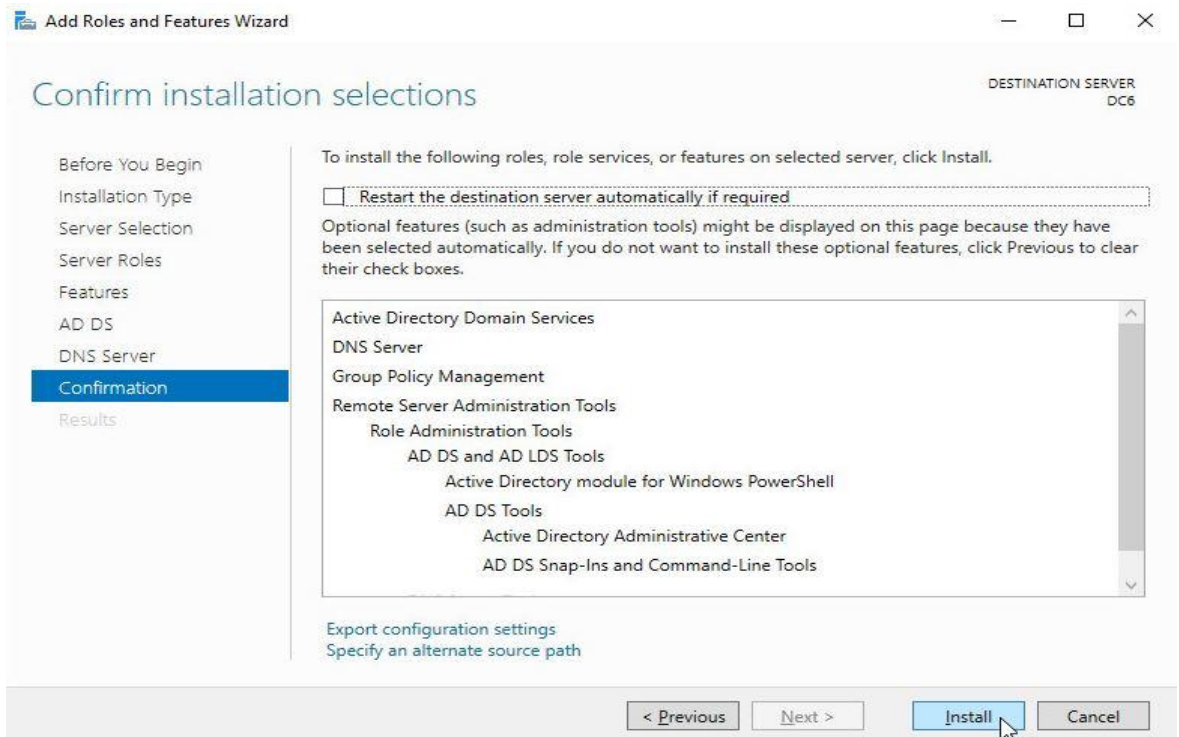 Add Roles and Features Wizard
Confirm installation selections
DESTINATION SERVER
DC6
Before You Begin
Installation Type
Server Selection
Server Roles
Features
AD DS
DNS Server
Confirmation
Results
To install the following roles, role services, or features on selected server, click Install.
Restart the destination server automatically if required
Optional features (such as administration tools) might be displayed on this page because they have
been selected automatically. If you do not want to install these optional features, click Previous to clear
their check boxes.
Active Directory Domain Services
DNS Server
Group Policy Management
Remote Server Administration Tools
Role Administration Tools
AD DS and AD LDS Tools
Active Directory module for Windows PowerShell
AD DS Tools
Active Directory Administrative Center
AD DS Snap-Ins and Command-Line Tools
Export configuration settings
Specify an alternate source path
< Previous
Next >
Install
Cancel